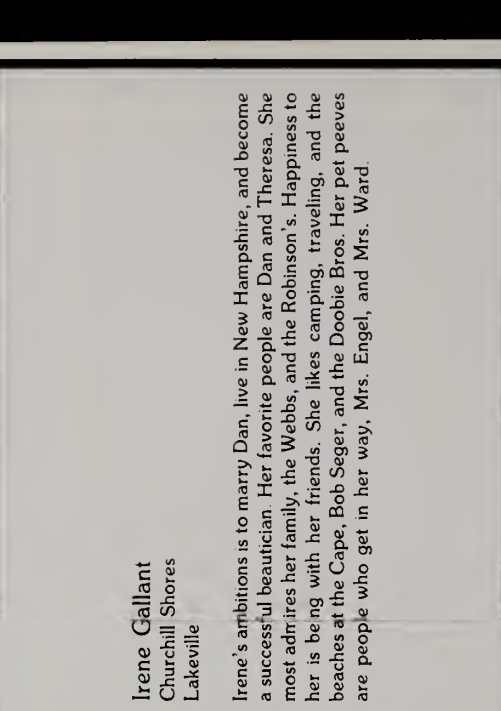 Irene Gallant
Churchill Shores
Lakeville
Irene's ambitions is to marry Dan, live in New Hampshire, and become
a successful beautician. Her favorite people are Dan and Theresa. She
most admires her family, the Webbs, and the Robinson's. Happiness to
her is being with her friends. She likes camping, traveling, and the
beaches at the Cape, Bob Seger, and the Doobie Bros. Her pet peeves
are people who get in her way, Mrs. Engel, and Mrs. Ward.